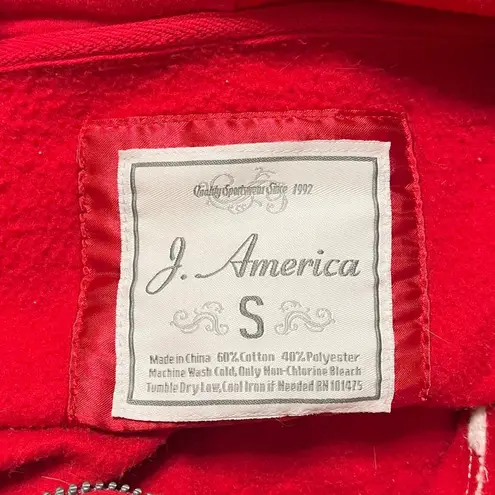 Quality Sportswear Since 1992
J. America
S
Made in China 60% Cotton 40% Polyester
Machine Wash Cold, Only Non-Chlorine Bleach
Tumble Dry Low, Cool Iron if Needed RN 101475